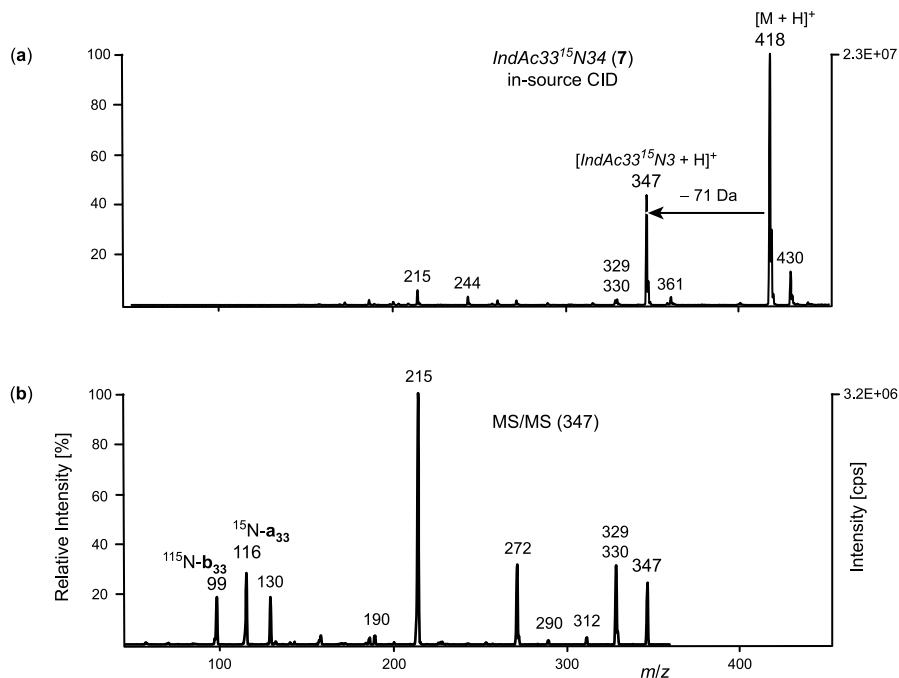 (a)
[M + H]+
418
2.3E+07
IndAc33¹⁵N34 (7)
in-source CID
[IndAc33¹⁵N3 + H]+
347
– 71 Da
100
80
60
40
20
215
244
329
330
361
430
200
300
400
(b)
215
100
80
60
40
20
3.2E+06
MS/MS (347)
Relative Intensity [%]
Intensity [cps]
¹⁵N-a₃₃
¹¹⁵N-b₃₃
116
99
130
190
272
290
312
329
330
347
100
200
300
m/z
400